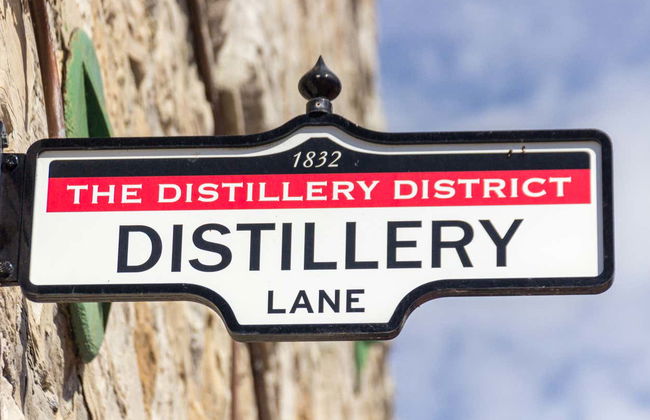 1832
THE DISTILLERY DISTRICT
DISTILLERY
LANE